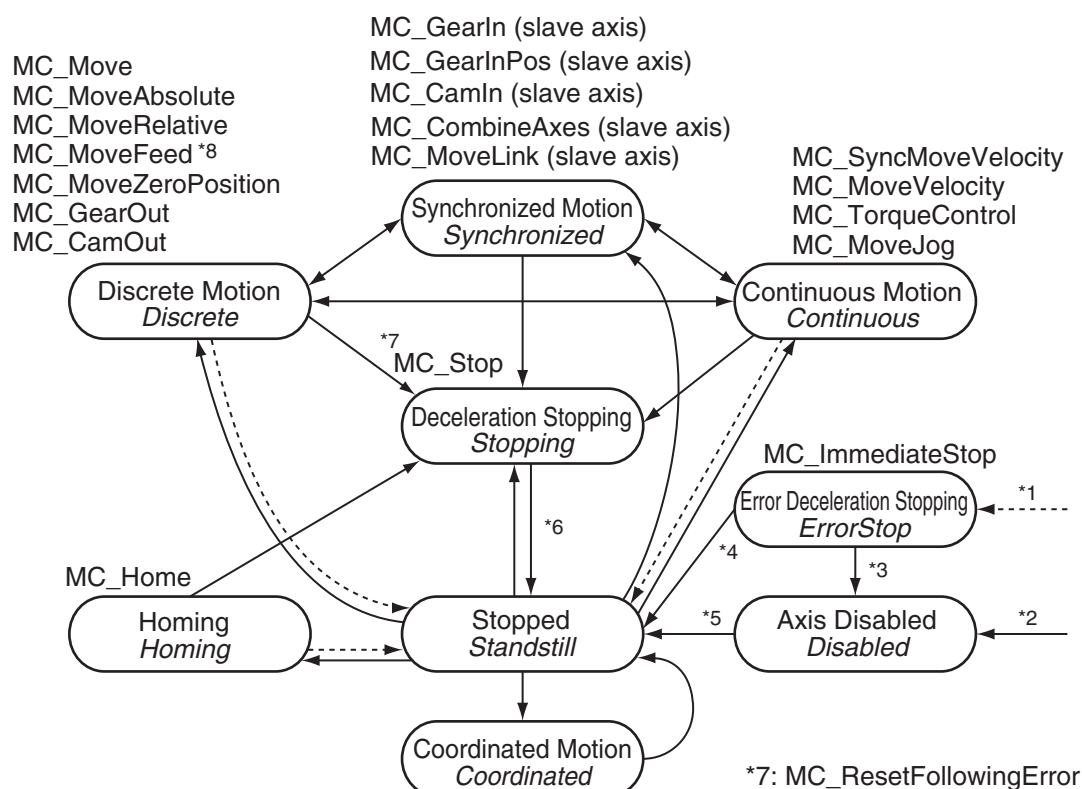 MC_GearIn (slave axis)
MC_GearInPos (slave axis)
MC_CamIn (slave axis)
MC_CombineAxes (slave axis)
MC_MoveLink (slave axis)
MC_Move
MC_MoveAbsolute
MC_MoveRelative
MC_MoveFeed *8
MC_MoveZeroPosition
MC_GearOut
MC_CamOut
MC_SyncMoveVelocity
MC_MoveVelocity
MC_TorqueControl
MC_MoveJog
Synchronized Motion
Synchronized
Discrete Motion
Discrete
Continuous Motion
Continuous
*7
MC_Stop
Deceleration Stopping
Stopping
MC_ImmediateStop
Error Deceleration Stopping
ErrorStop
*1
*6
*4
*3
MC_Home
Homing
Homing
Stopped
Standstill
*5
Axis Disabled
Disabled
*2
Coordinated Motion
Coordinated
*7: MC_ResetFollowingError